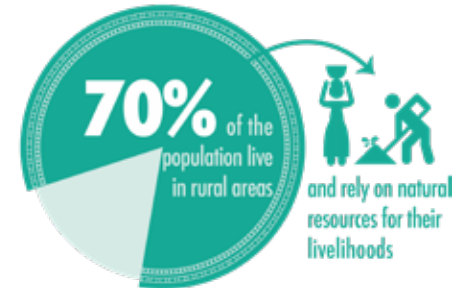 70% of the
population live
in rural areas
and rely on natural
resources for their
livelihoods